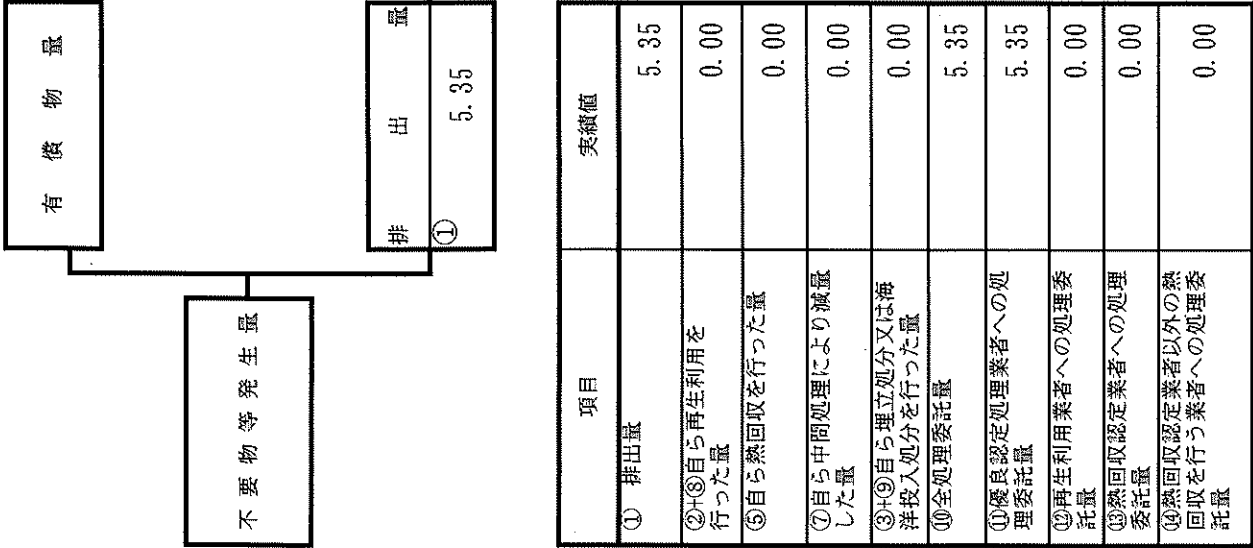 有償物量
不要物等発生量
排出量
① 5.35
項目 実績値
① 排出量 5.35
②+⑧自ら再生利用を
行った量 0.00
⑤自ら熱回収を行った量 0.00
⑦自ら中間処理により減量
した量 0.00
③+⑨自ら埋立処分又は海
洋投入処分を行った量 0.00
⑩全処理委託量 5.35
⑪優良認定処理業者への処
理委託量 5.35
⑫再生利用業者への処理委
託量 0.00
⑬熱回収認定業者への処理
委託量 0.00
⑭熱回収認定業者以外の熱
回収を行う業者への処理委
託量 0.00